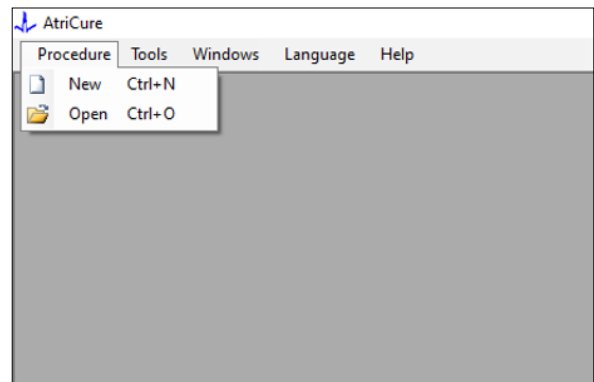 AtriCure
Procedure Tools Windows Language Help
New Ctrl+N
Open Ctrl+O